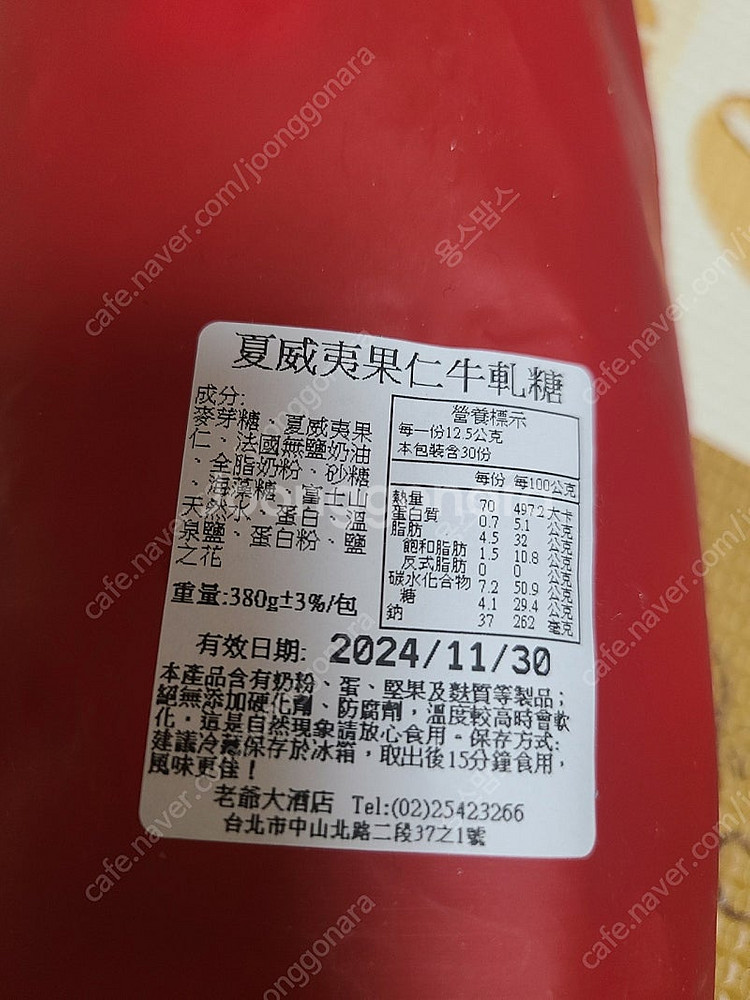 夏威夷果仁牛軋糖
成分:
麥芽糖、夏威夷果
仁、法國無鹽奶油
、全脂奶粉、砂糖
、海藻糖、富士山
天然水、蛋白、溫
泉鹽、蛋白粉、鹽
之花
重量:380g±3%/包
營養標示
每一份12.5公克
本包裝含30份
每份 每100公克
熱量 70 497.2 大卡
蛋白質 0.7 5.1 公克
脂肪 4.5 32 公克
飽和脂肪 1.5 10.8 公克
反式脂肪 0 0 公克
碳水化合物 7.2 50.9 公克
糖 4.1 29.4 公克
鈉 37 262 毫克
有效日期: 2024/11/30
本產品含有奶粉、蛋、堅果及麩質等製品；
絕無添加硬化劑、防腐劑，溫度較高時會軟
化，這是自然現象請放心食用。保存方式:
建議冷藏保存於冰箱，取出後15分鐘食用，
風味更佳！
老爺大酒店 Tel:(02)25423266
台北市中山北路二段37之1號
cafe.naver.com/joonggonara
용스맘스
joonggonara